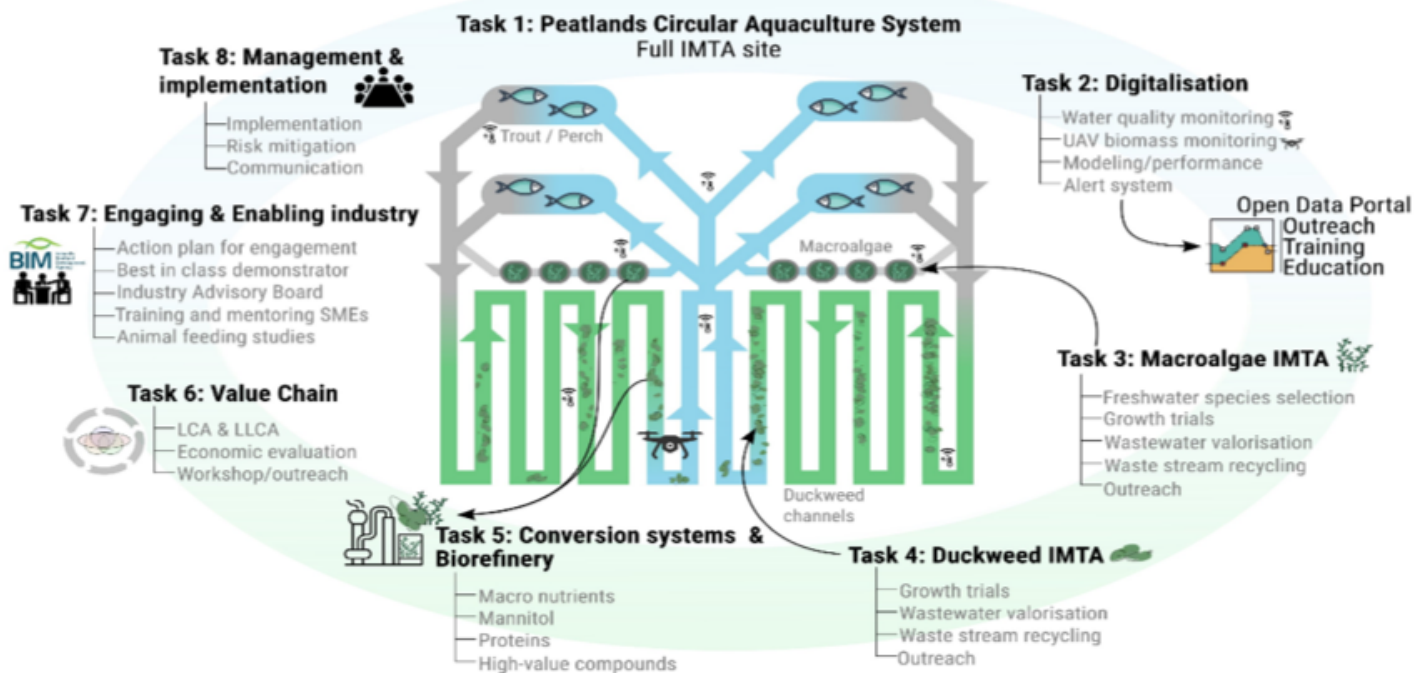 Task 1: Peatlands Circular Aquaculture System
Full IMTA site
Task 8: Management &
implementation
Implementation
Risk mitigation
Communication
Trout / Perch
Task 2: Digitalisation
Water quality monitoring
UAV biomass monitoring
Modeling/performance
Alert system
Open Data Portal
Outreach
Training
Education
Task 7: Engaging & Enabling industry
BIM
Action plan for engagement
Best in class demonstrator
Industry Advisory Board
Training and mentoring SMEs
Animal feeding studies
Macroalgae
Task 3: Macroalgae IMTA
Freshwater species selection
Growth trials
Wastewater valorisation
Waste stream recycling
Outreach
Task 6: Value Chain
LCA & LLCA
Economic evaluation
Workshop/outreach
Duckweed
channels
Task 5: Conversion systems &
Biorefinery
Macro nutrients
Mannitol
Proteins
High-value compounds
Task 4: Duckweed IMTA
Growth trials
Wastewater valorisation
Waste stream recycling
Outreach